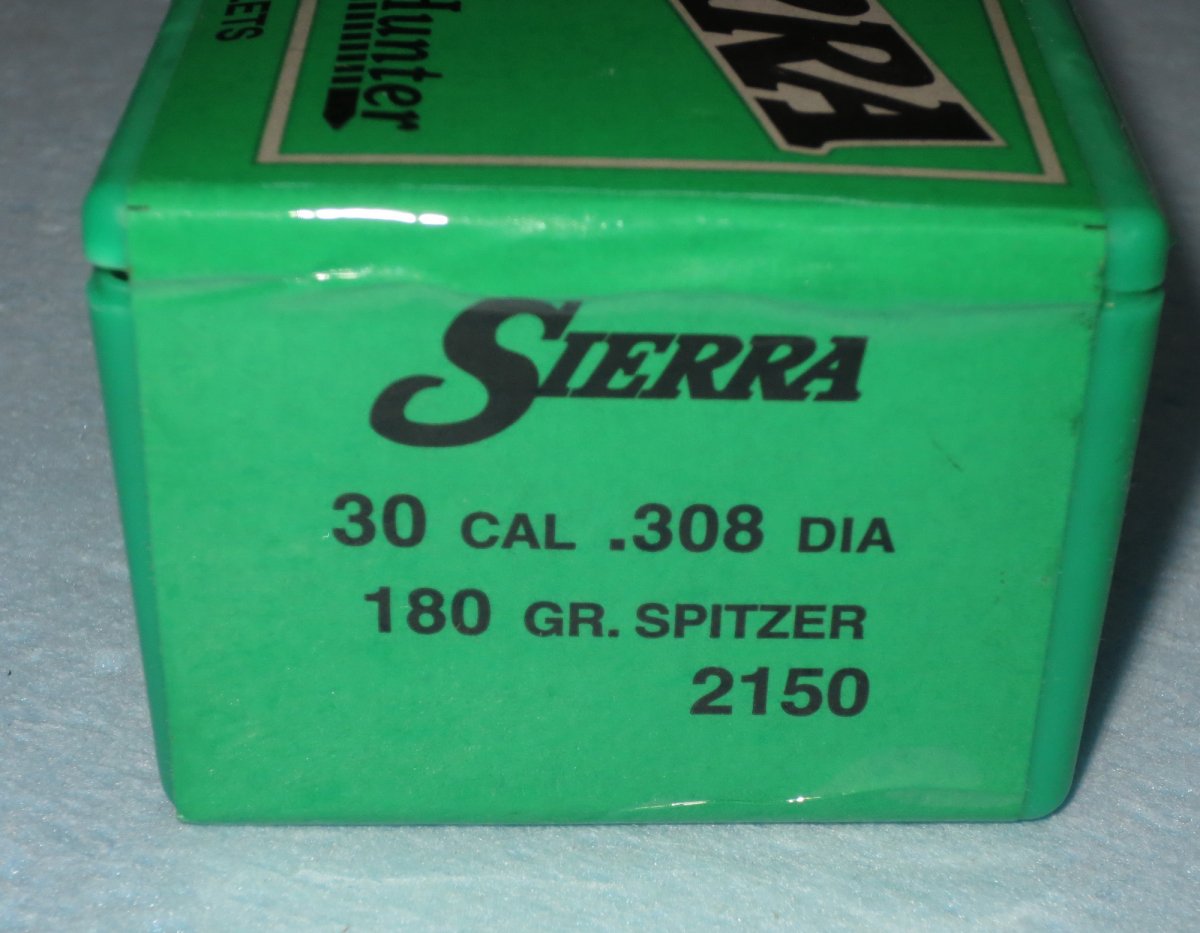 Hunter
SIERRA
30 CAL .308 DIA
180 GR. SPITZER
2150